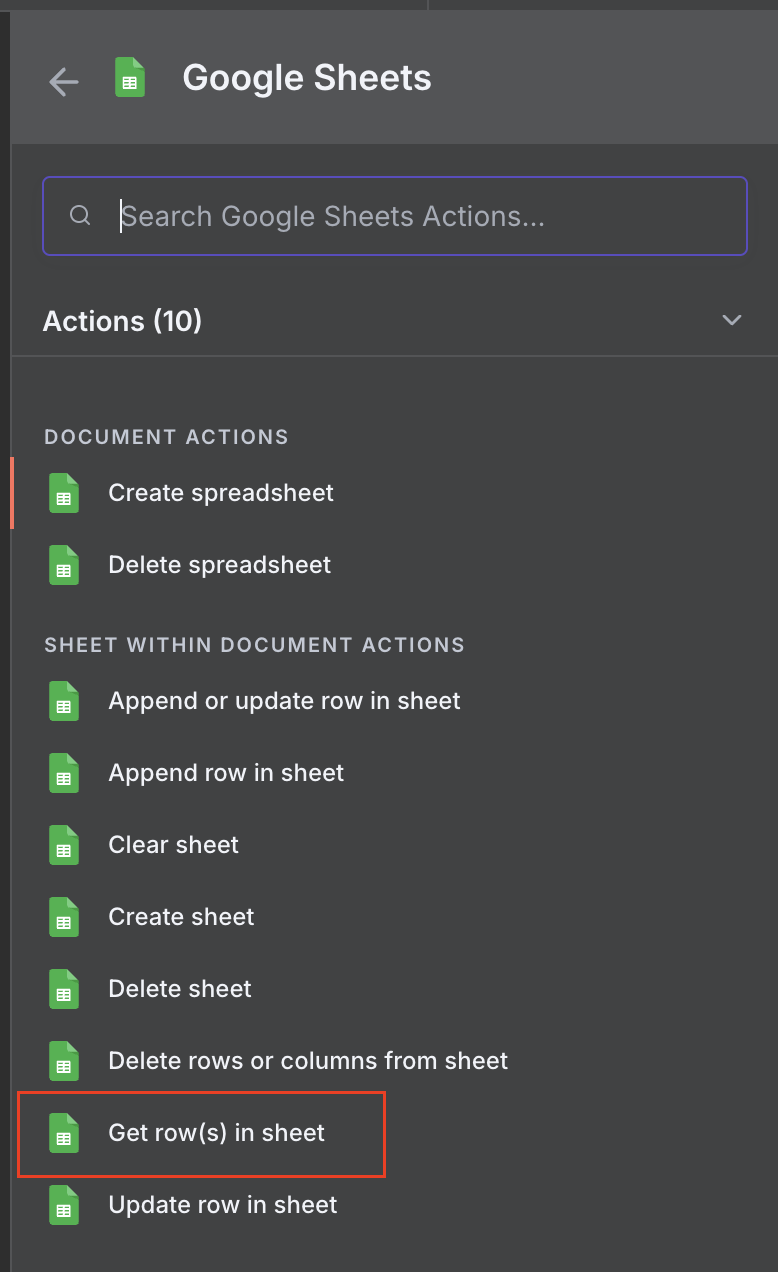 Google Sheets
Search Google Sheets Actions...
Actions (10)
DOCUMENT ACTIONS
Create spreadsheet
Delete spreadsheet
SHEET WITHIN DOCUMENT ACTIONS
Append or update row in sheet
Append row in sheet
Clear sheet
Create sheet
Delete sheet
Delete rows or columns from sheet
Get row(s) in sheet
Update row in sheet